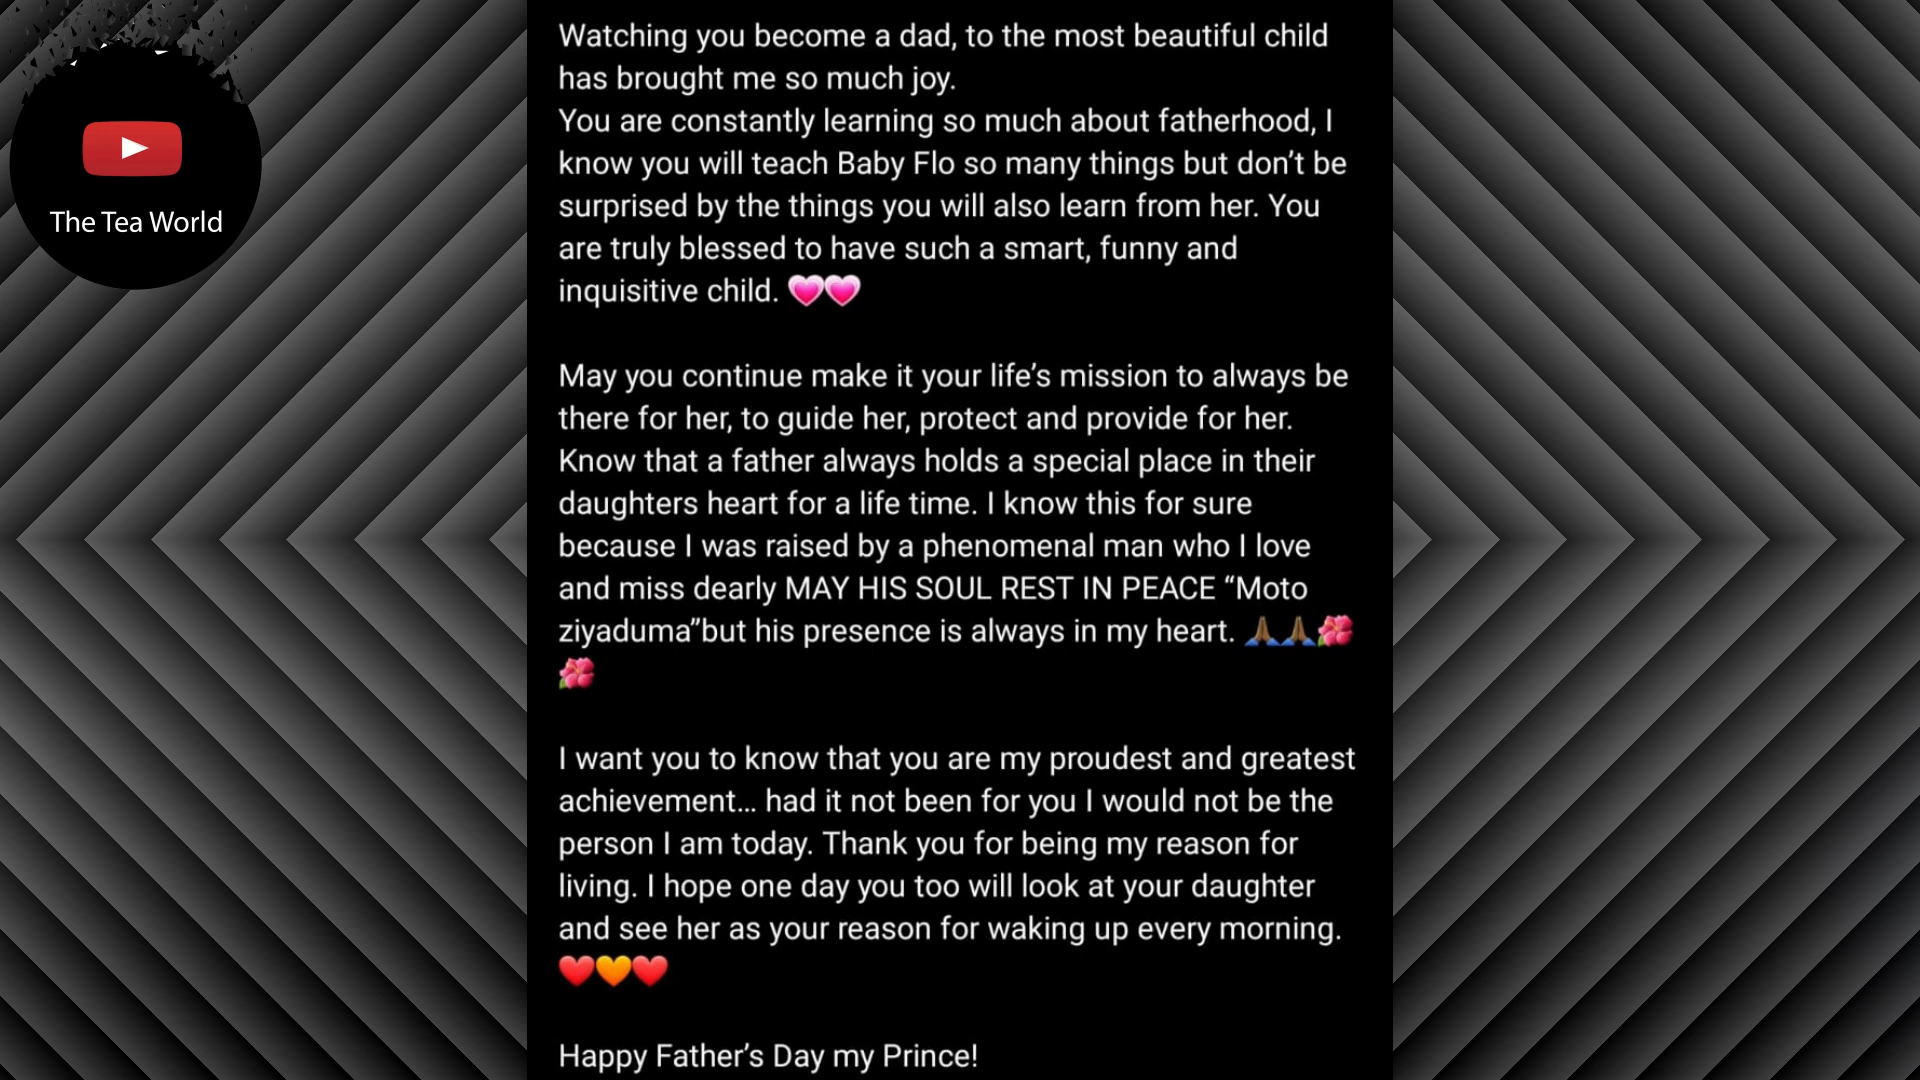 The Tea World
Watching you become a dad, to the most beautiful child
has brought me so much joy.
You are constantly learning so much about fatherhood, I
know you will teach Baby Flo so many things but don’t be
surprised by the things you will also learn from her. You
are truly blessed to have such a smart, funny and
inquisitive child. 💗💗
May you continue make it your life’s mission to always be
there for her, to guide her, protect and provide for her.
Know that a father always holds a special place in their
daughters heart for a life time. I know this for sure
because I was raised by a phenomenal man who I love
and miss dearly MAY HIS SOUL REST IN PEACE “Moto
ziyaduma”but his presence is always in my heart. 🙏🏾🙏🏾🌺
🌺
I want you to know that you are my proudest and greatest
achievement... had it not been for you I would not be the
person I am today. Thank you for being my reason for
living. I hope one day you too will look at your daughter
and see her as your reason for waking up every morning.
❤️🧡❤️
Happy Father’s Day my Prince!